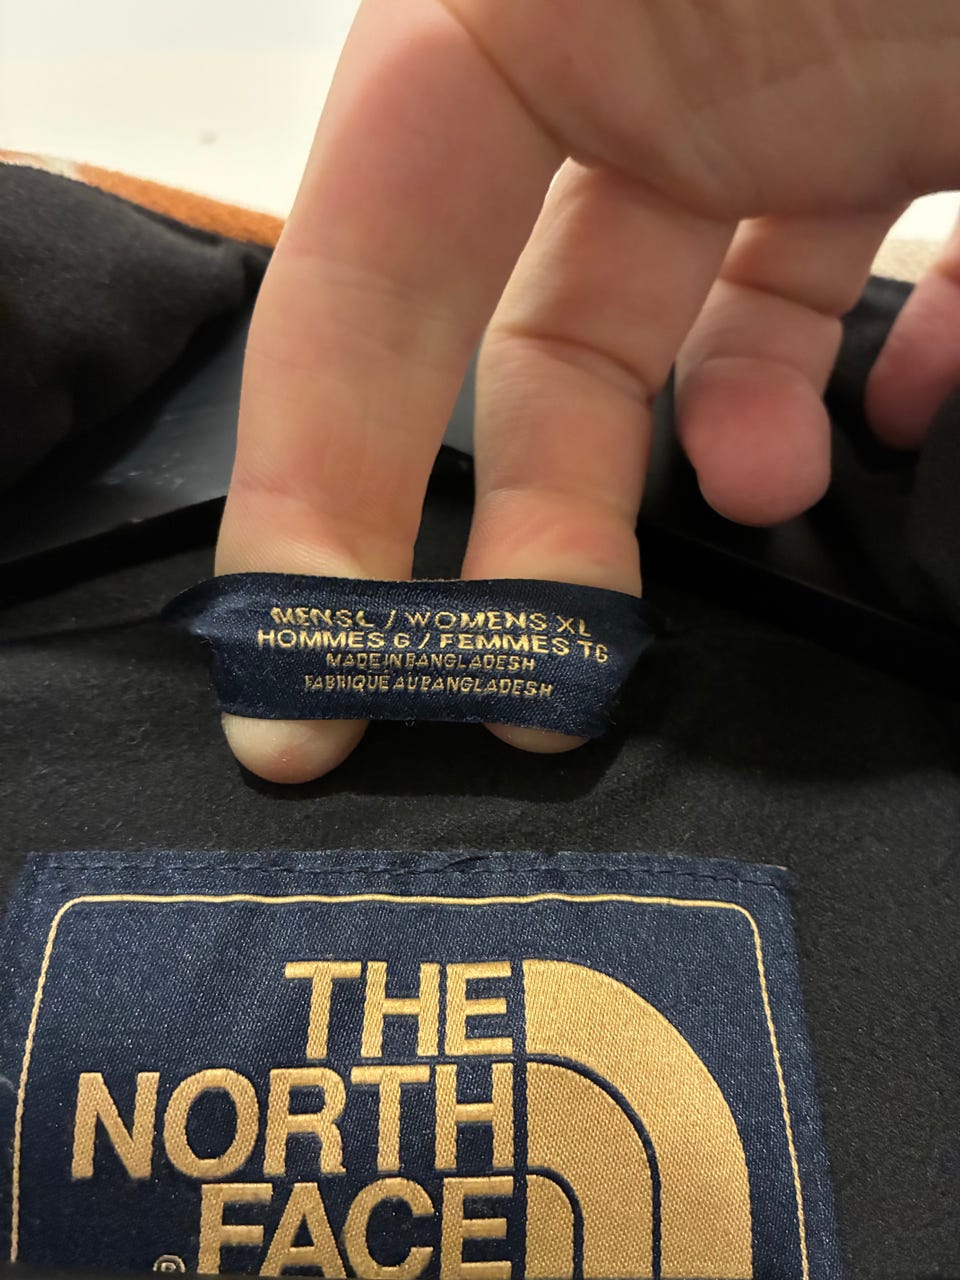 MENS L / WOMENS XL
HOMMES G / FEMMES TG
MADE IN BANGLADESH
FABRIQUE AU BANGLADESH
THE
NORTH
FACE
®